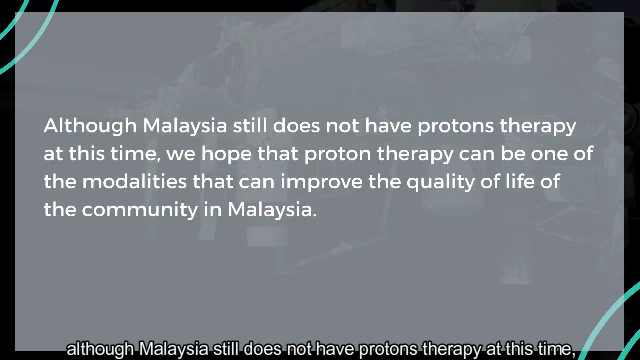 Although Malaysia still does not have protons therapy
at this time, we hope that proton therapy can be one of
the modalities that can improve the quality of life of
the community in Malaysia.
although Malaysia still does not have protons therapy at this time,